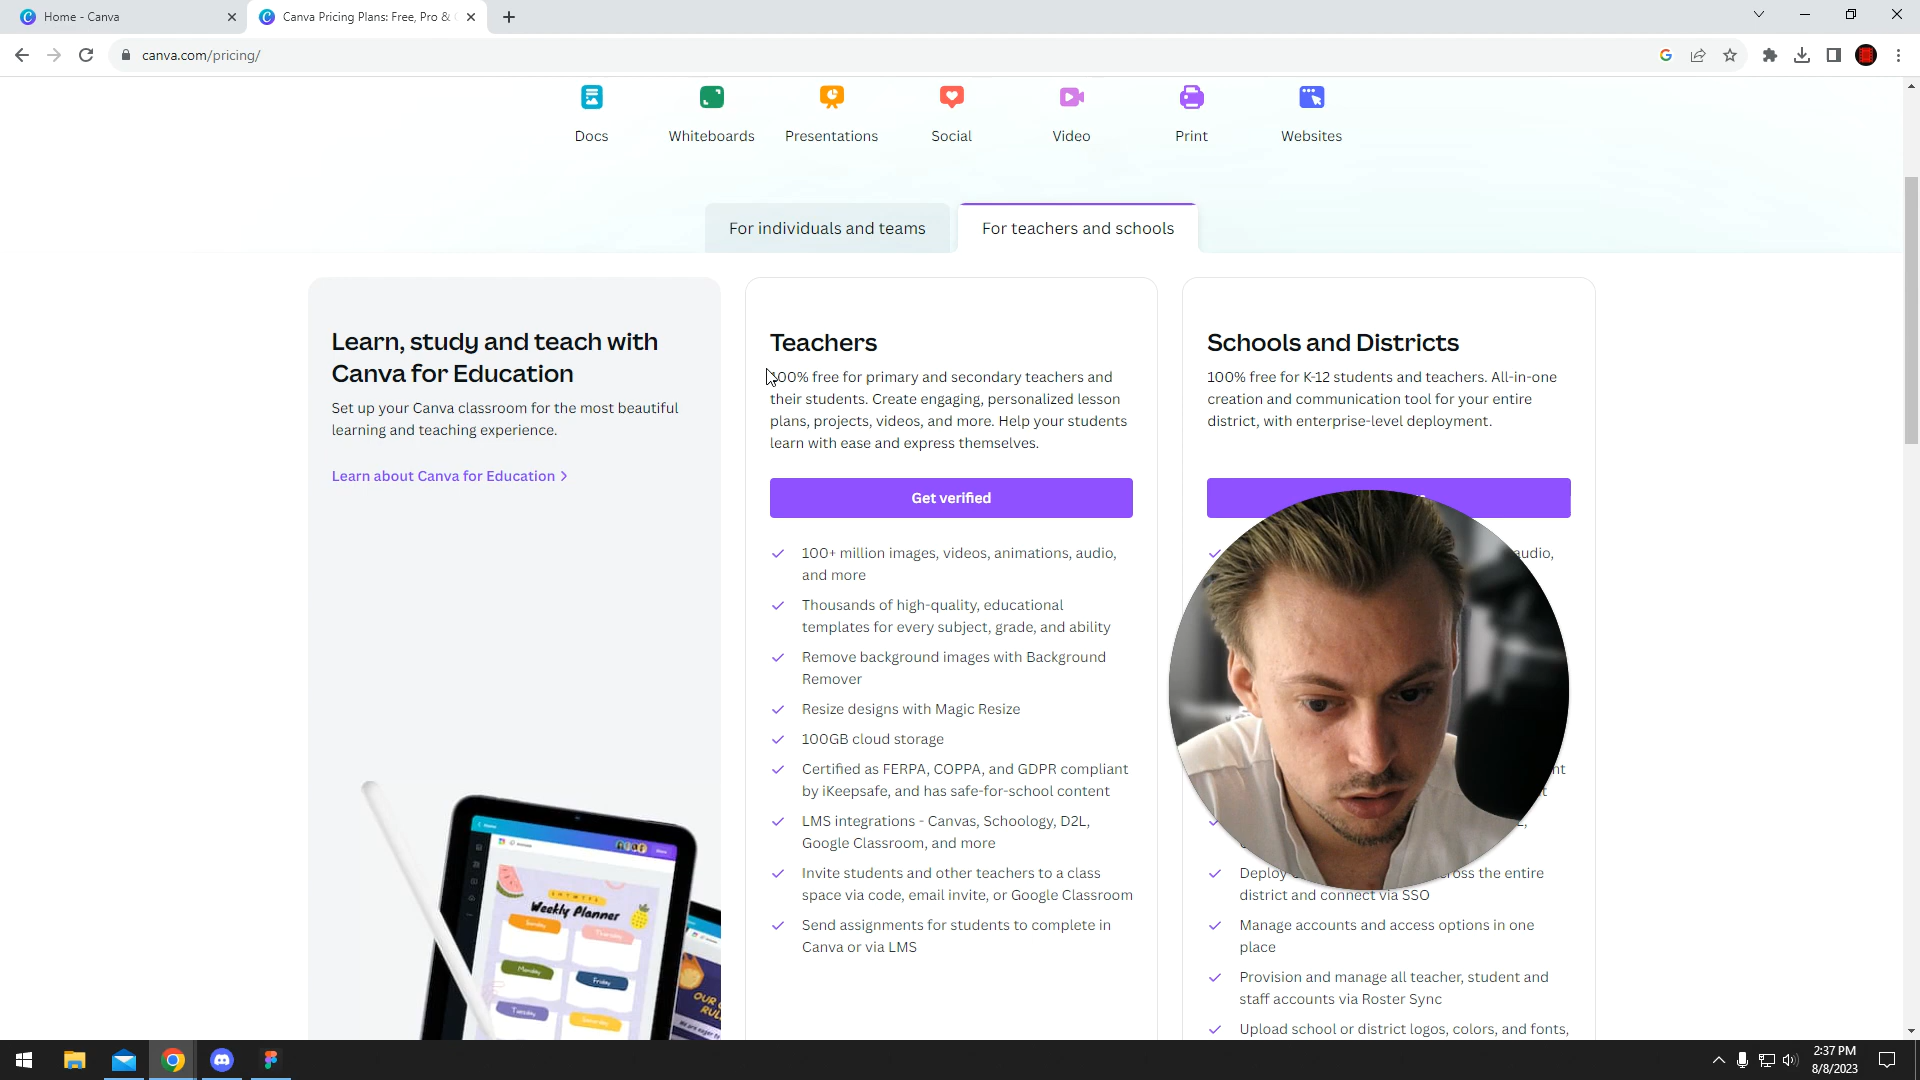 Home - Canva
Canva Pricing Plans: Free, Pro &
canva.com/pricing/
Docs
Whiteboards
Presentations
Social
Video
Print
Websites
For individuals and teams
For teachers and schools
Learn, study and teach with
Canva for Education
Set up your Canva classroom for the most beautiful
learning and teaching experience.
Learn about Canva for Education >
Weekly Planner
Sunday
Thursday
Monday
Friday
Tuesday
Saturday
Teachers
100% free for primary and secondary teachers and
their students. Create engaging, personalized lesson
plans, projects, videos, and more. Help your students
learn with ease and express themselves.
Get verified
100+ million images, videos, animations, audio,
and more
Thousands of high-quality, educational
templates for every subject, grade, and ability
Remove background images with Background
Remover
Resize designs with Magic Resize
100GB cloud storage
Certified as FERPA, COPPA, and GDPR compliant
by iKeepsafe, and has safe-for-school content
LMS integrations - Canvas, Schoology, D2L,
Google Classroom, and more
Invite students and other teachers to a class
space via code, email invite, or Google Classroom
Send assignments for students to complete in
Canva or via LMS
Schools and Districts
100% free for K-12 students and teachers. All-in-one
creation and communication tool for your entire
district, with enterprise-level deployment.
audio,
Deploy
across the entire
district and connect via SSO
Manage accounts and access options in one
place
Provision and manage all teacher, student and
staff accounts via Roster Sync
Upload school or district logos, colors, and fonts,
2:37 PM
8/8/2023